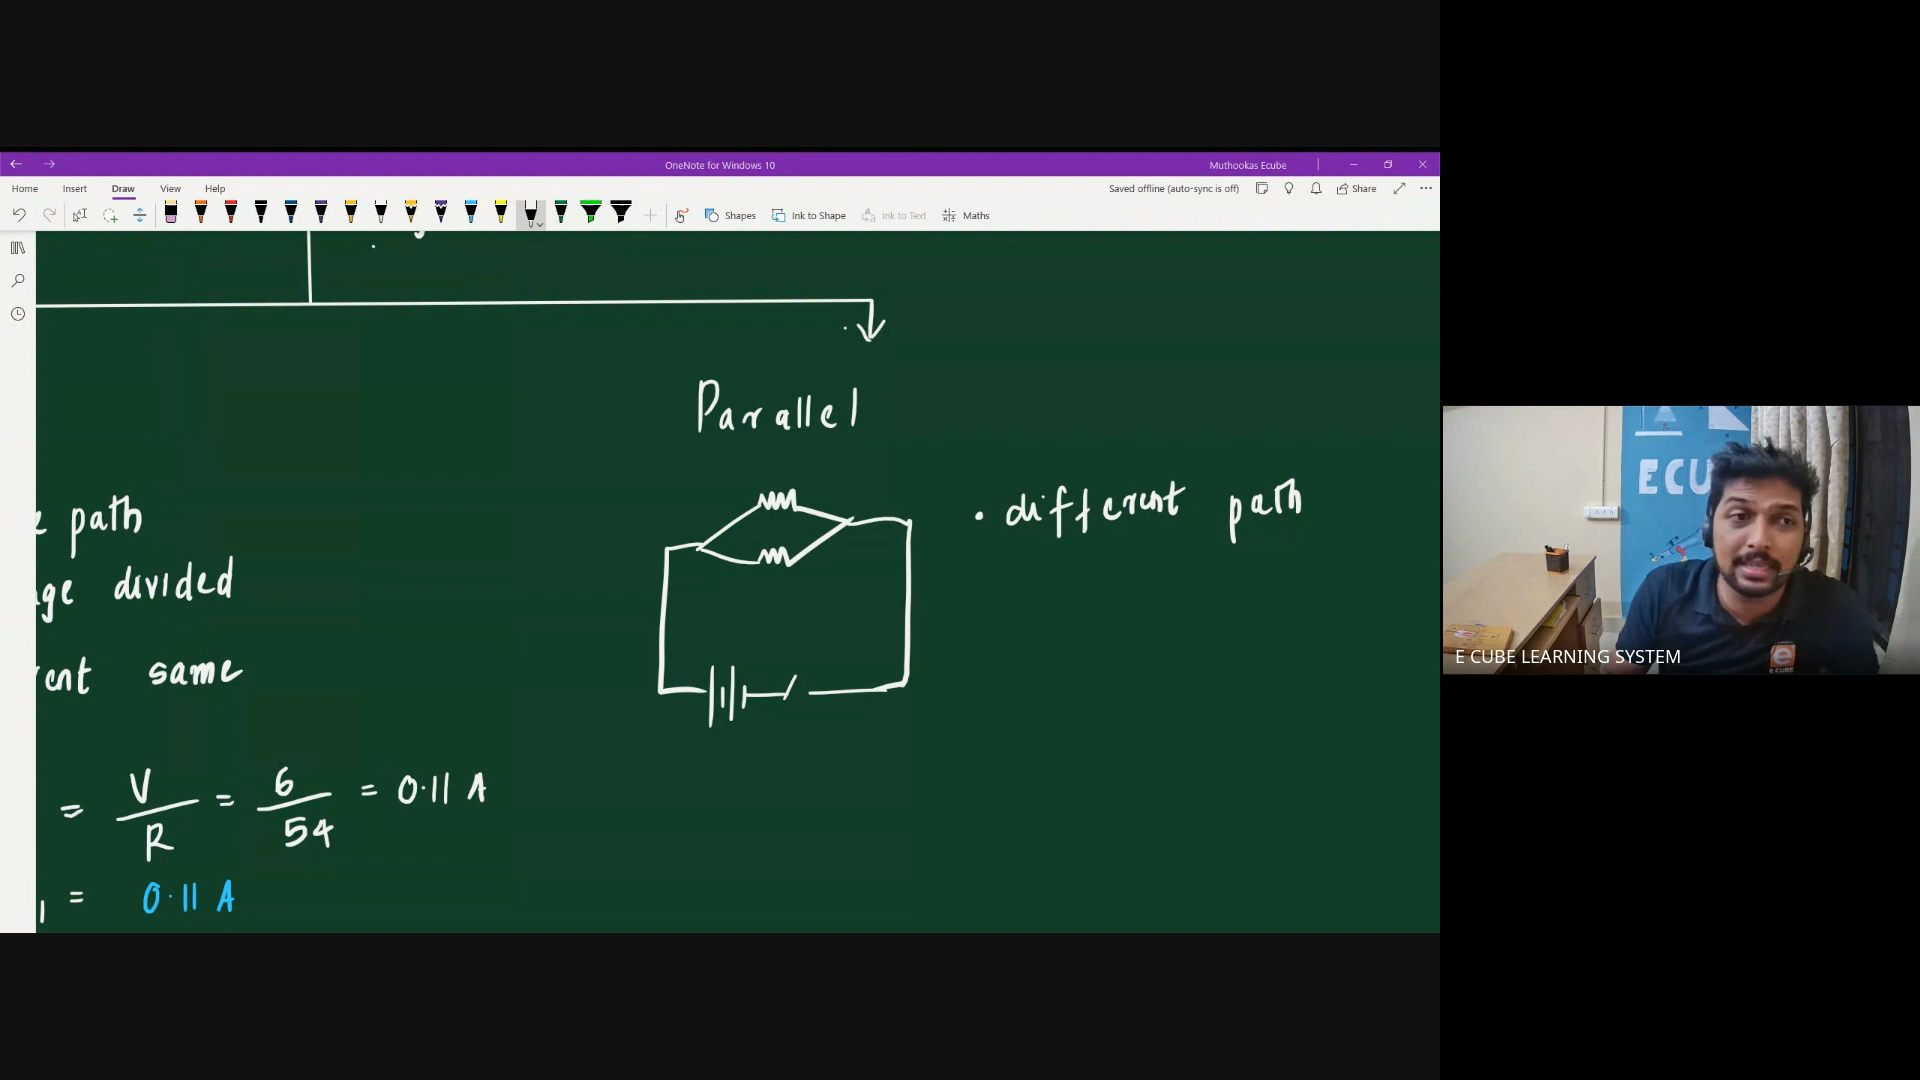 OneNote for Windows 10
Muthookas Ecube
Home Insert Draw View Help
Saved offline (auto-sync is off) Share
Shapes Ink to Shape Ink to Text Maths
Parallel
path
divided
same
• different path
= V/R = 6/54 = 0.11 A
= 0.11 A
ECU
E CUBE LEARNING SYSTEM